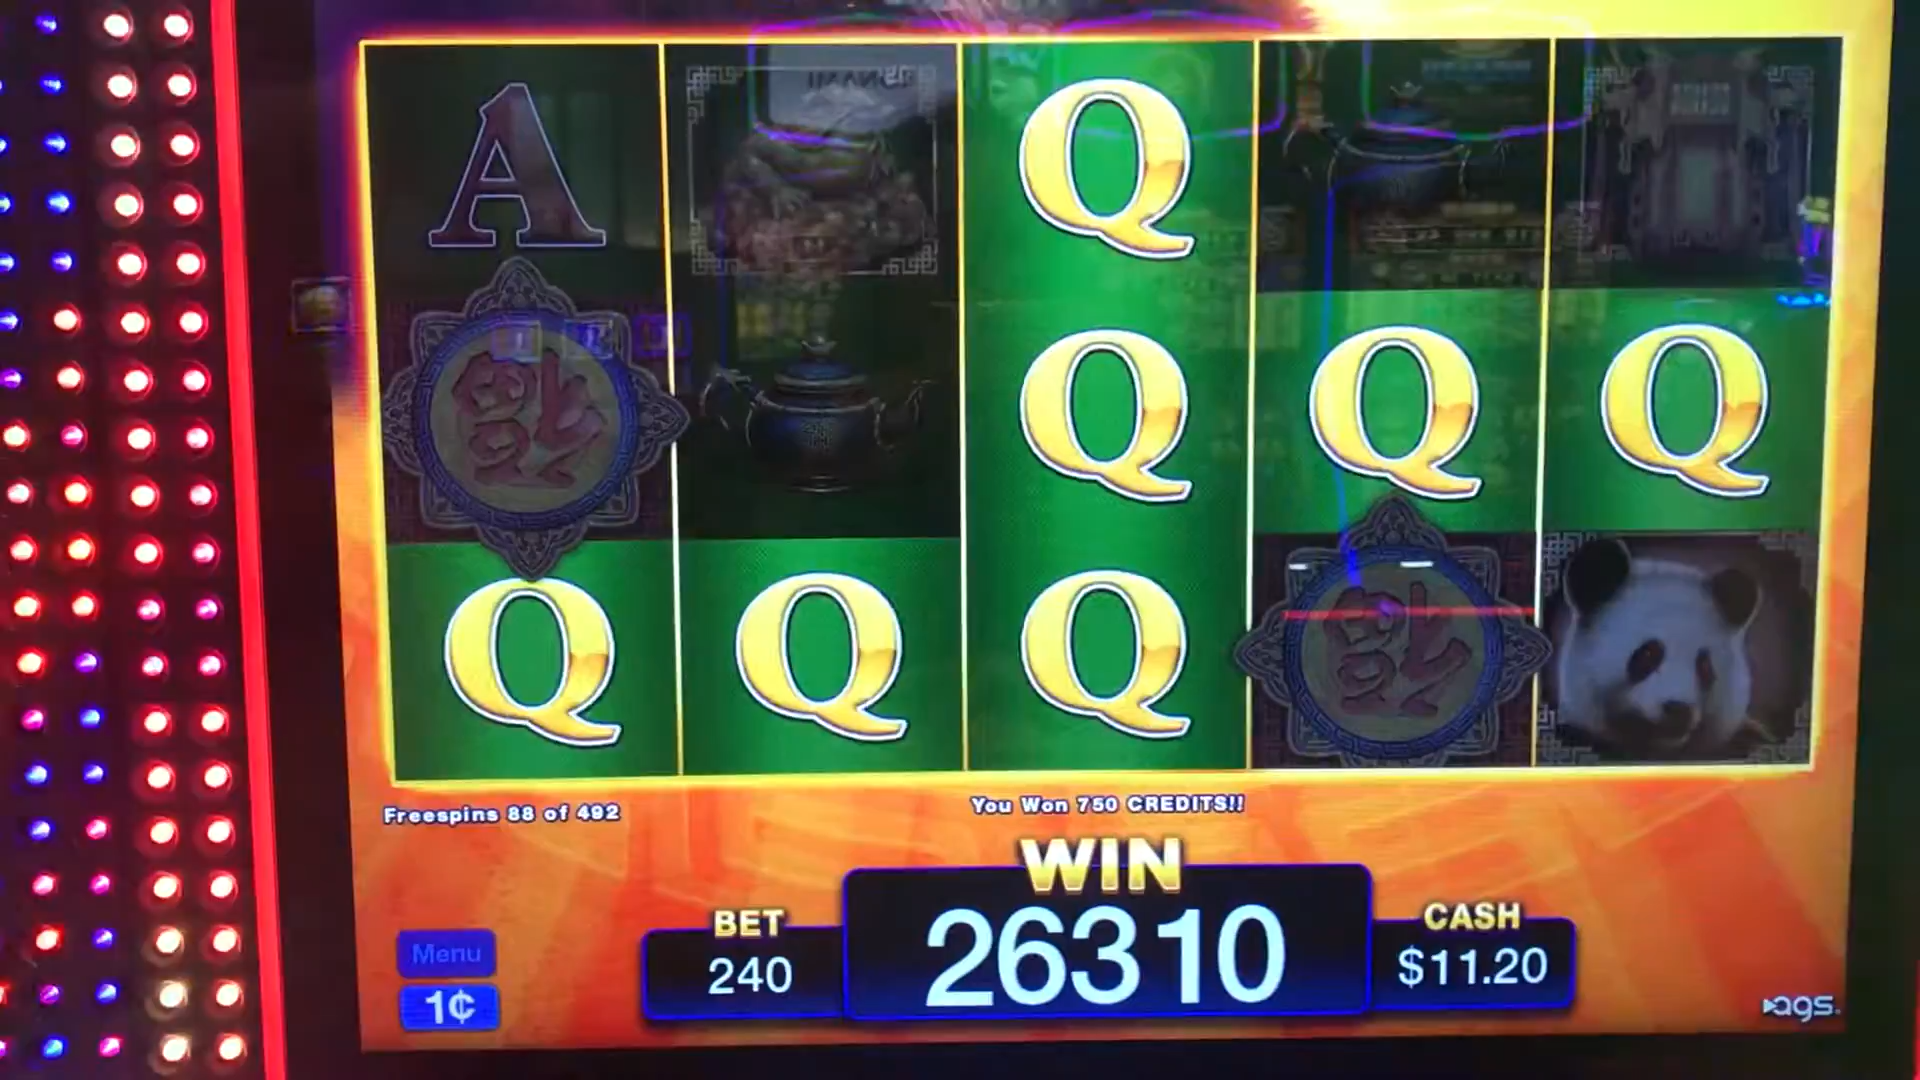 A
Q
Q
Q
Q
Q
Q
Q
Freespins 88 of 492
You Won 750 CREDITS!!
WIN
BET
26310
CASH
240
$11.20
Menu
1¢
ags.